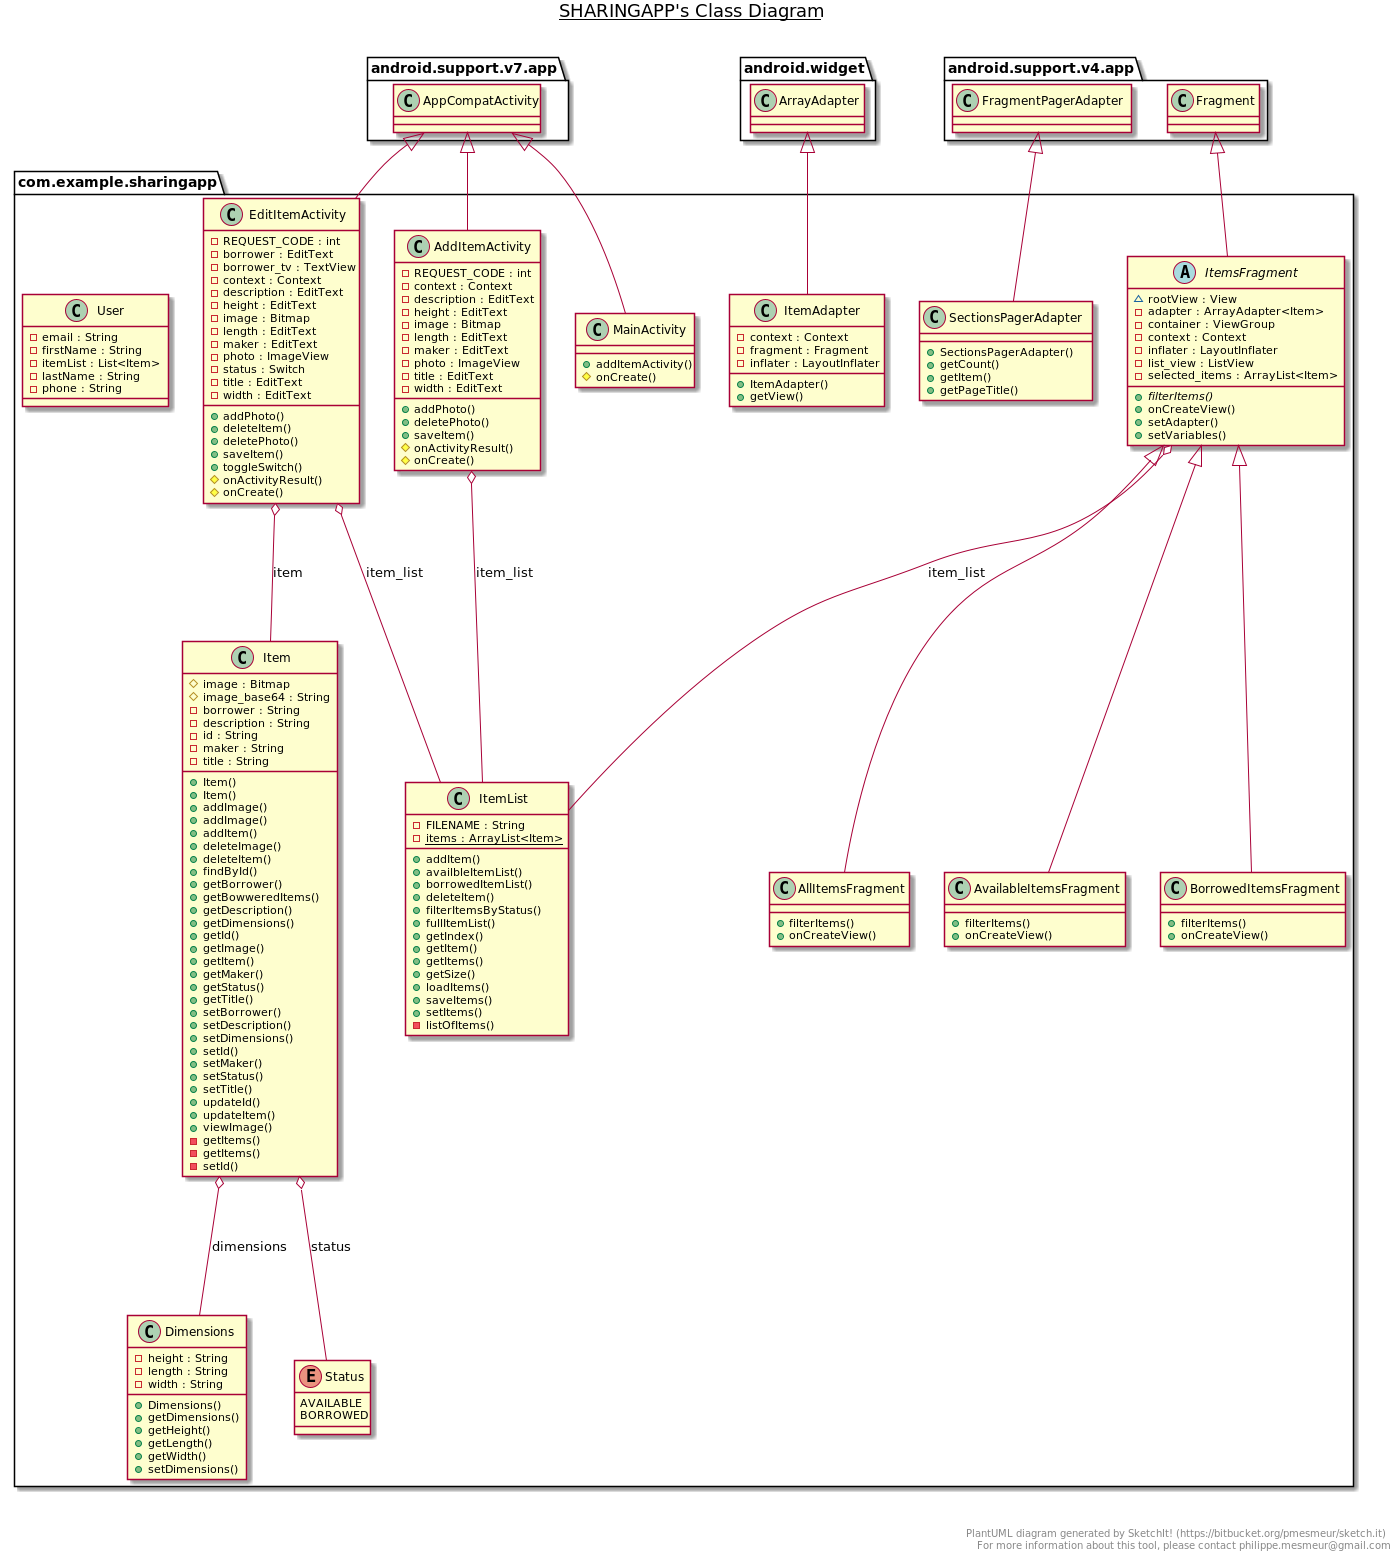 SHARINGAPP's Class Diagram
android.support.v7.app
C AppCompatActivity
android.widget
C ArrayAdapter
android.support.v4.app
C FragmentPagerAdapter
C Fragment
com.example.sharingapp
C User
email : String
firstName : String
itemList : List<Item>
lastName : String
phone : String
C EditItemActivity
REQUEST_CODE : int
borrower : EditText
borrower_tv : TextView
context : Context
description : EditText
height : EditText
image : Bitmap
length : EditText
maker : EditText
photo : ImageView
status : Switch
title : EditText
width : EditText
addPhoto()
deleteItem()
deletePhoto()
saveItem()
toggleSwitch()
onActivityResult()
onCreate()
C AddItemActivity
REQUEST_CODE : int
context : Context
description : EditText
height : EditText
image : Bitmap
length : EditText
maker : EditText
photo : ImageView
title : EditText
width : EditText
addPhoto()
deletePhoto()
saveItem()
onActivityResult()
onCreate()
C MainActivity
addItemActivity()
onCreate()
C ItemAdapter
context : Context
fragment : Fragment
inflater : LayoutInflater
ItemAdapter()
getView()
C SectionsPagerAdapter
SectionsPagerAdapter()
getCount()
getItem()
getPageTitle()
A ItemsFragment
rootView : View
adapter : ArrayAdapter<Item>
container : ViewGroup
context : Context
inflater : LayoutInflater
list_view : ListView
selected_items : ArrayList<Item>
filterItems()
onCreateView()
setAdapter()
setVariables()
item
item_list
item_list
item_list
C Item
image : Bitmap
image_base64 : String
borrower : String
description : String
id : String
maker : String
title : String
Item()
Item()
addImage()
addImage()
addItem()
deleteImage()
deleteItem()
findById()
getBorrower()
getBowweredItems()
getDescription()
getDimensions()
getId()
getImage()
getItem()
getMaker()
getStatus()
getTitle()
setBorrower()
setDescription()
setDimensions()
setId()
setMaker()
setStatus()
setTitle()
updateId()
updateItem()
viewImage()
getItems()
getItems()
setId()
C ItemList
FILENAME : String
items : ArrayList<Item>
addItem()
availbleItemList()
borrowedItemList()
deleteItem()
filterItemsByStatus()
fullItemList()
getIndex()
getItem()
getItems()
getSize()
loadItems()
saveItems()
setItems()
listOfItems()
C AllItemsFragment
filterItems()
onCreateView()
C AvailableItemsFragment
filterItems()
onCreateView()
C BorrowedItemsFragment
filterItems()
onCreateView()
dimensions
status
C Dimensions
height : String
length : String
width : String
Dimensions()
getDimensions()
getHeight()
getLength()
getWidth()
setDimensions()
E Status
AVAILABLE
BORROWED
PlantUML diagram generated by SketchIt! (https://bitbucket.org/pmesmeur/sketch.it)
For more information about this tool, please contact philippe.mesmeur@gmail.com